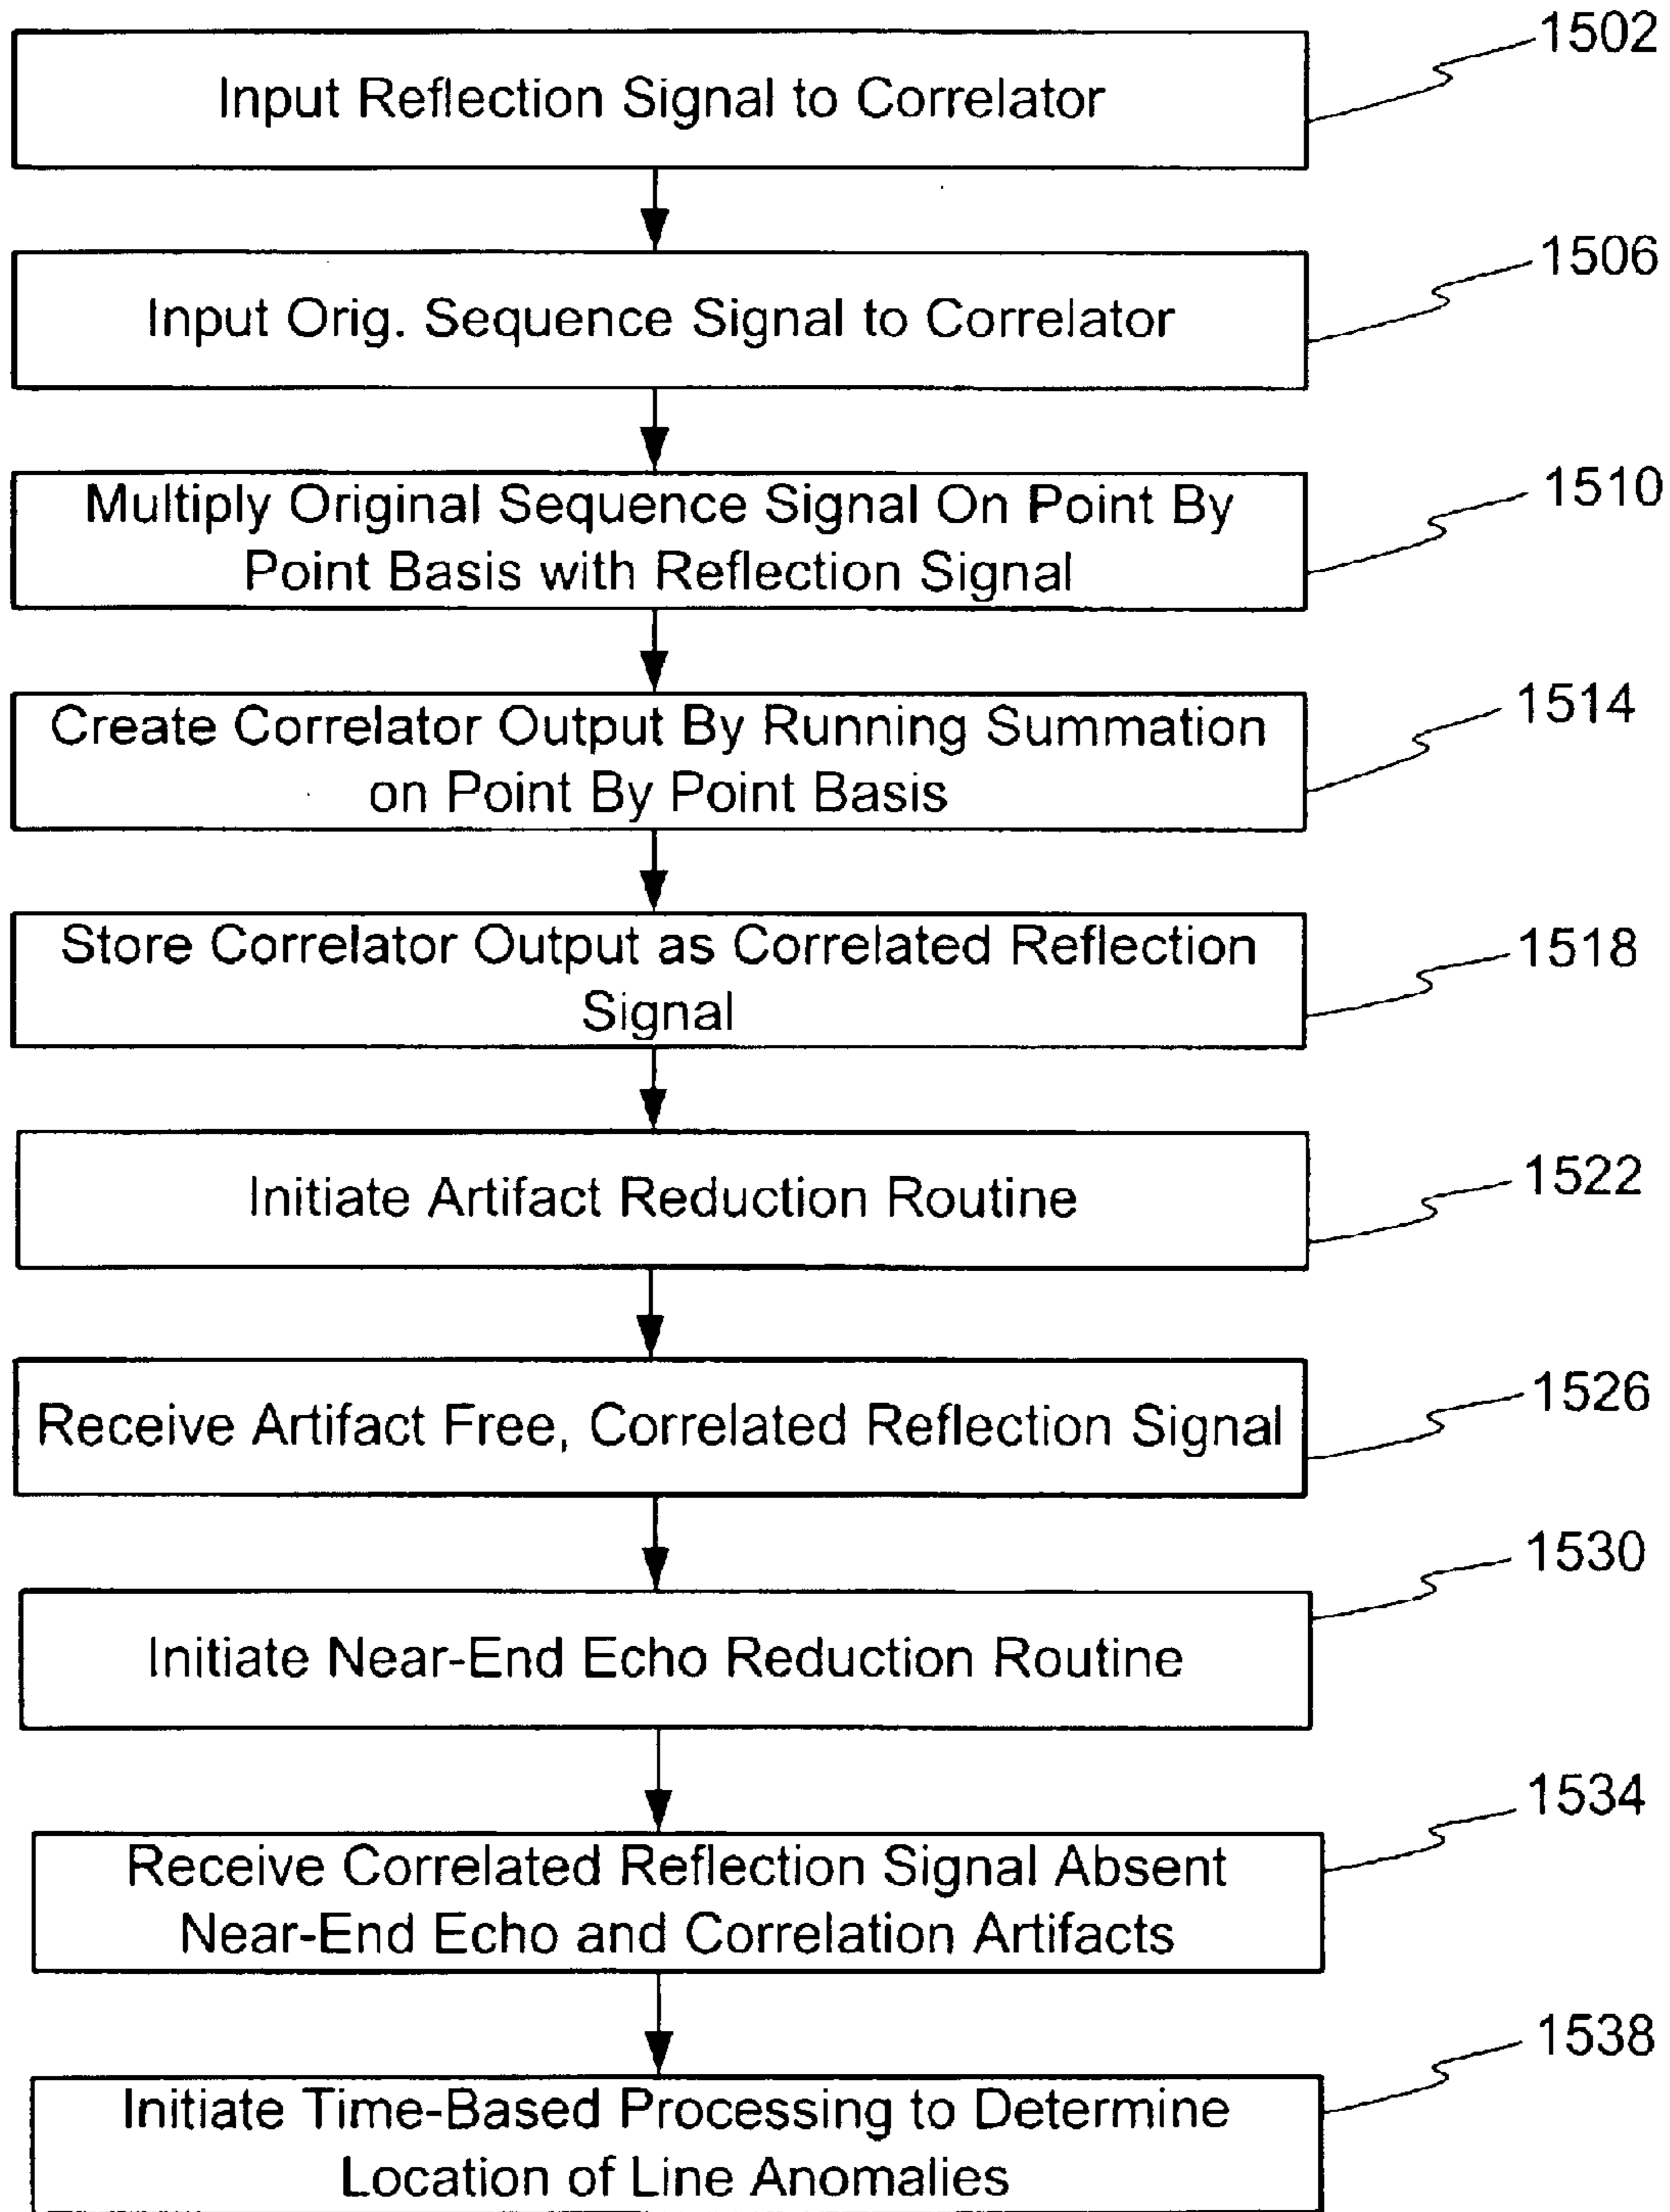 1502
Input Reflection Signal to Correlator
1506
Input Orig. Sequence Signal to Correlator
1510
Multiply Original Sequence Signal On Point By
Point Basis with Reflection Signal
1514
Create Correlator Output By Running Summation
on Point By Point Basis
1518
Store Correlator Output as Correlated Reflection
Signal
1522
Initiate Artifact Reduction Routine
1526
Receive Artifact Free, Correlated Reflection Signal
1530
Initiate Near-End Echo Reduction Routine
1534
Receive Correlated Reflection Signal Absent
Near-End Echo and Correlation Artifacts
1538
Initiate Time-Based Processing to Determine
Location of Line Anomalies